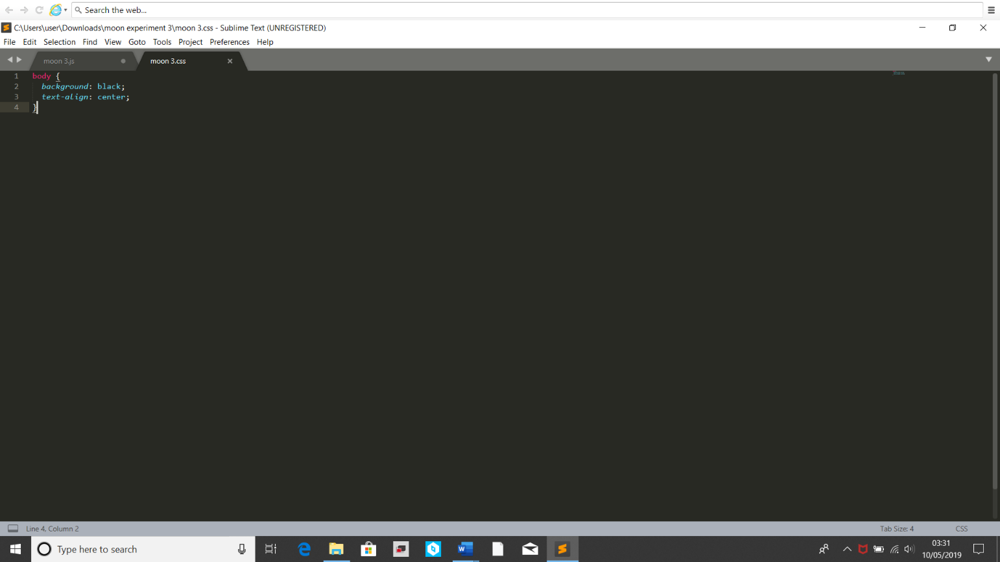 Search the web...
C:\Users\user\Downloads\moon experiment 3\moon 3.css - Sublime Text (UNREGISTERED)
File Edit Selection Find View Goto Tools Project Preferences Help
moon 3.js moon 3.css
1 body {
2 background: black;
3 text-align: center;
4 }
Line 4, Column 2 Tab Size: 4 CSS
Type here to search
03:31
10/05/2019